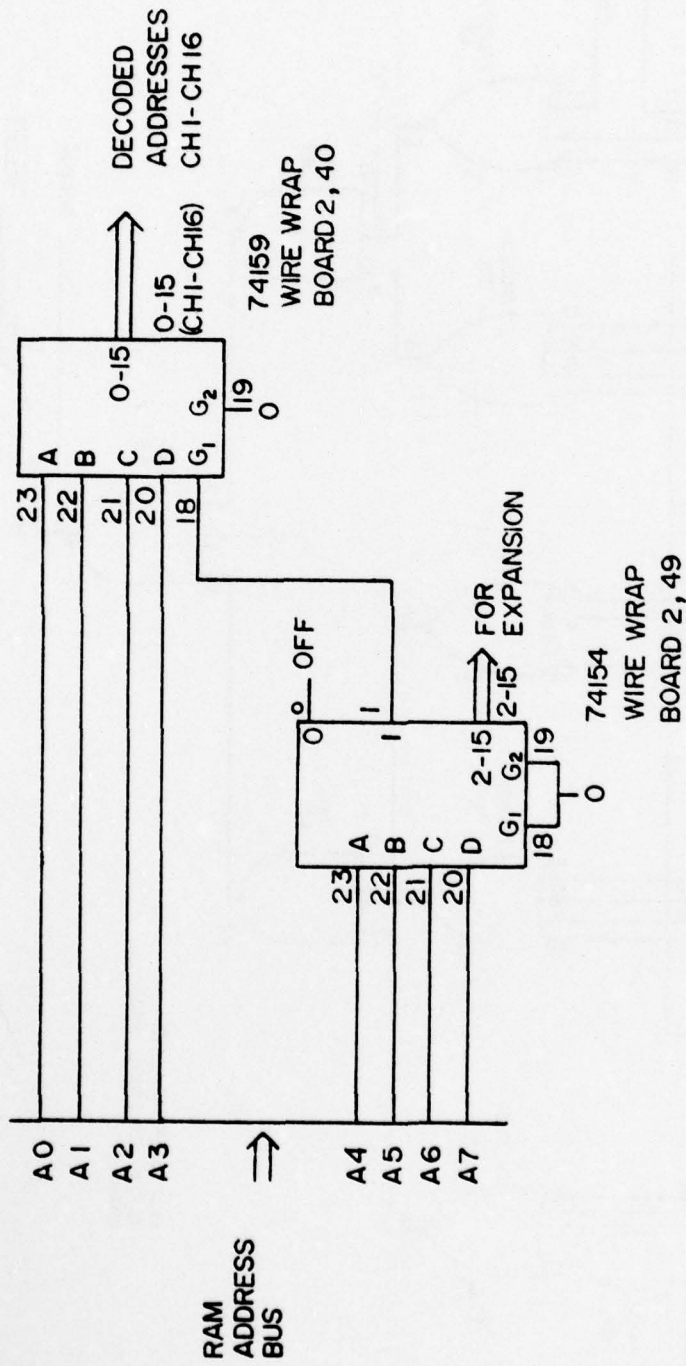 RAM
ADDRESS
BUS
A0
A1
A2
A3
A4
A5
A6
A7
23
22
21
20
18
A
B
C
D
G1
G2
0-15
19
0
0-15
(CH1-CH16)
DECODED
ADDRESSES
CH1-CH16
74159
WIRE WRAP
BOARD 2, 40
23
22
21
20
A
B
C
D
G1
G2
18
19
0
0
OFF
1
1
2-15
2-15
FOR
EXPANSION
74154
WIRE WRAP
BOARD 2, 49